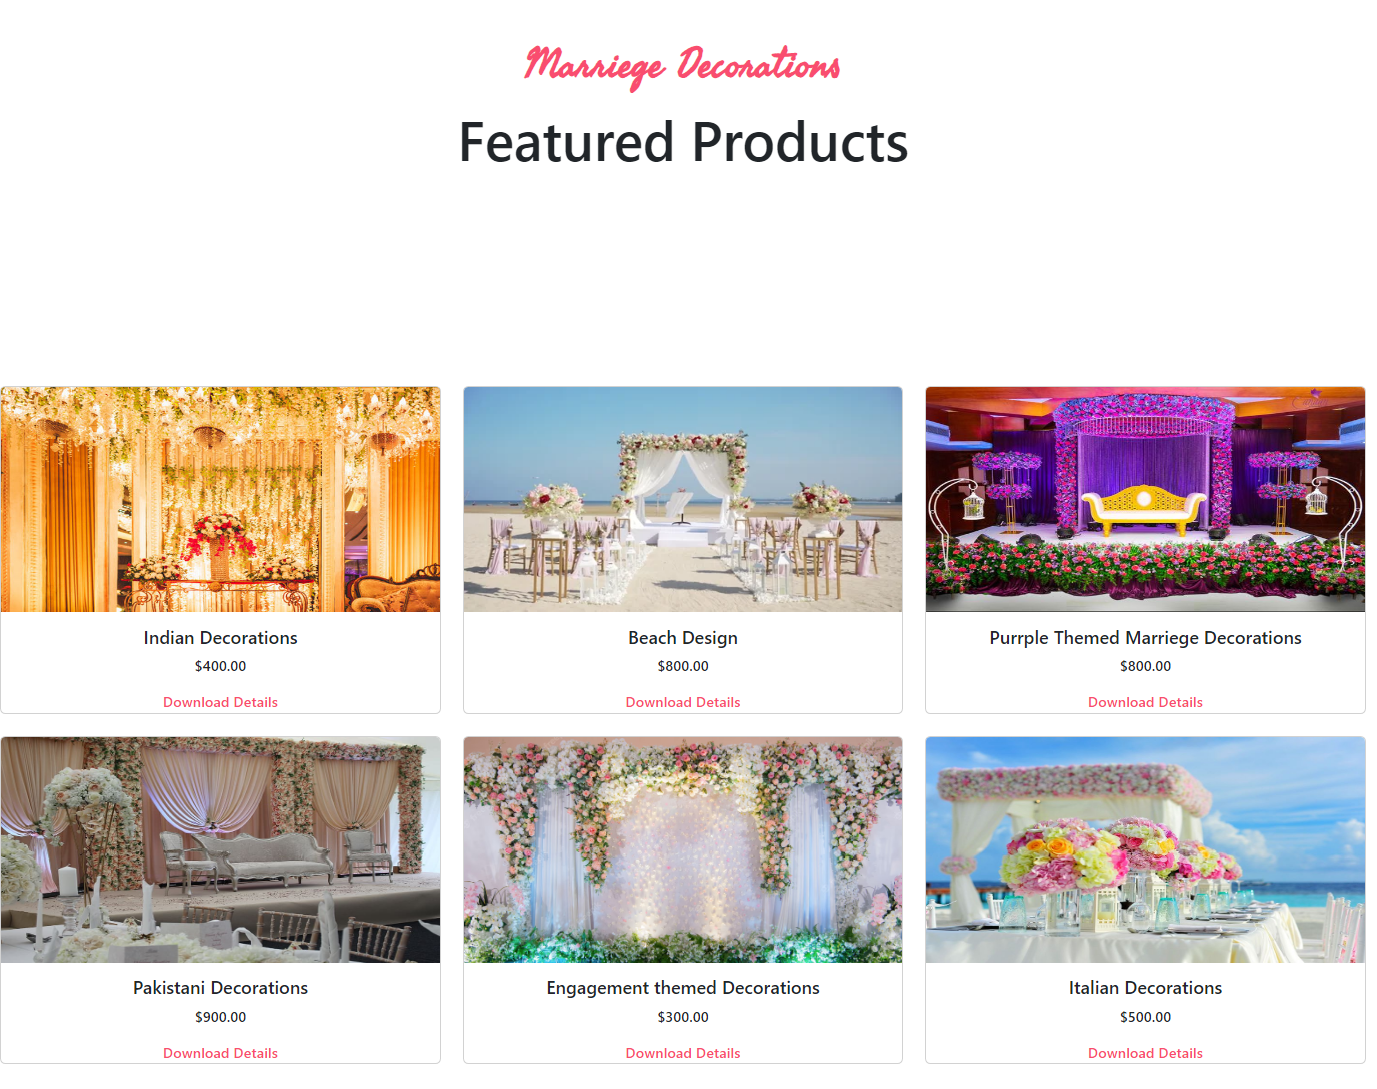 Marriege Decorations
Featured Products
Indian Decorations
$400.00
Download Details
Beach Design
$800.00
Download Details
Purrple Themed Marriege Decorations
$800.00
Download Details
Pakistani Decorations
$900.00
Download Details
Engagement themed Decorations
$300.00
Download Details
Italian Decorations
$500.00
Download Details